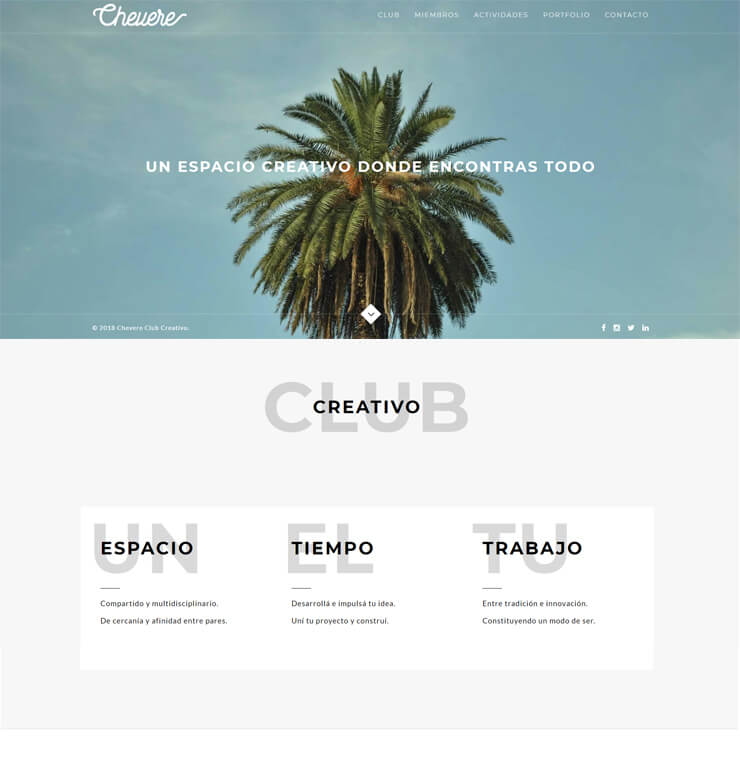 Chevere
CLUB MIEMBROS ACTIVIDADES PORTFOLIO CONTACTO
UN ESPACIO CREATIVO DONDE ENCONTRAS TODO
© 2018 Chevere Club Creativo.
CLUB
CREATIVO
UN
ESPACIO
Compartido y multidisciplinario.
De cercanía y afinidad entre pares.
EL
TIEMPO
Desarrollá e impulsá tu idea.
Uní tu proyecto y construí.
TU
TRABAJO
Entre tradición e innovación.
Constituyendo un modo de ser.